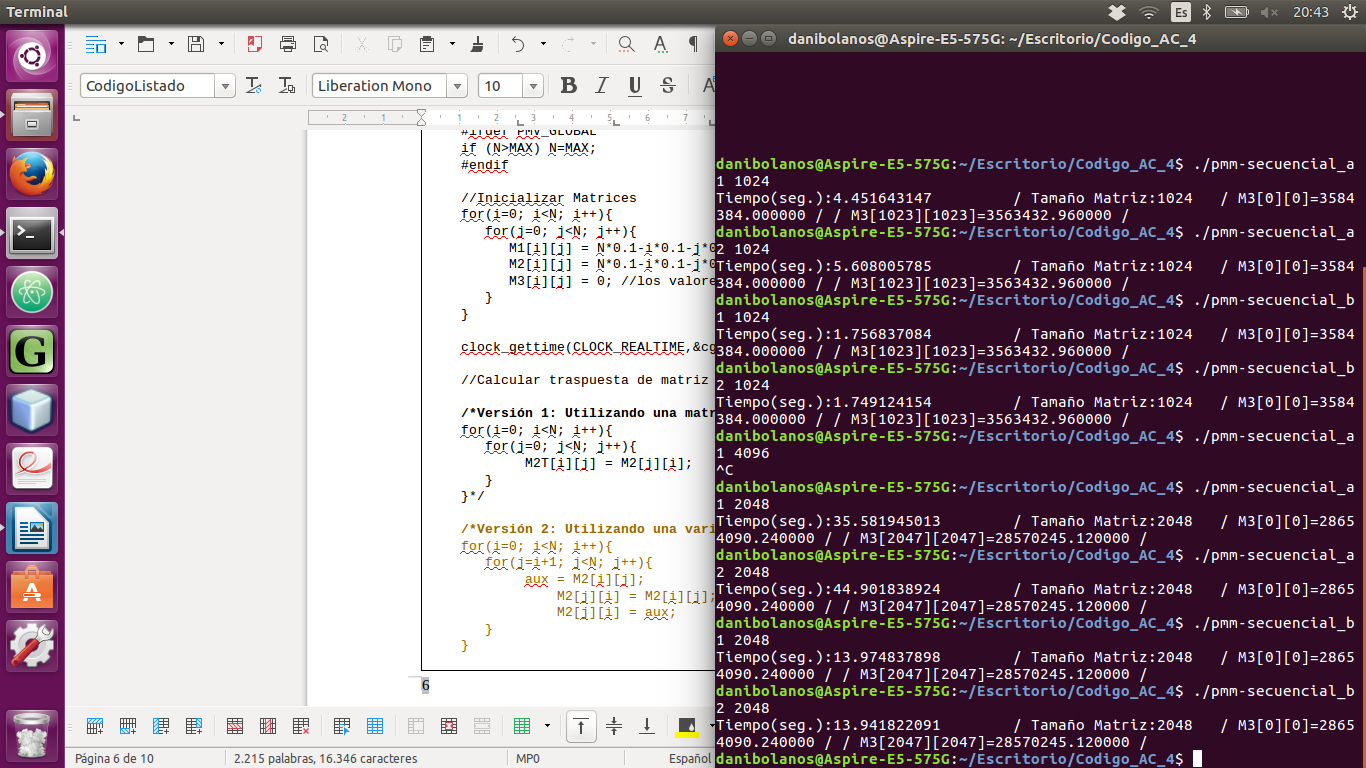 Terminal
Es
20:43
danibolanos@Aspire-E5-575G: ~/Escritorio/Codigo_AC_4
CodigoListado
Liberation Mono
10
2 1 1 2 3 4 5 6 7
#ifdef PMV_GLOBAL
if (N>MAX) N=MAX;
#endif
//Inicializar Matrices
for(i=0; i<N; i++){
for(j=0; j<N; j++){
M1[i][j] = N*0.1-i*0.1-j*0
M2[i][j] = N*0.1-i*0.1-j*0
M3[i][j] = 0; //los valore
}
}
clock_gettime(CLOCK_REALTIME,&cg
//Calcular traspuesta de matriz
/*Versión 1: Utilizando una matr
for(i=0; i<N; i++){
for(j=0; j<N; j++){
M2T[i][j] = M2[j][i];
}
}*/
/*Versión 2: Utilizando una vari
for(i=0; i<N; i++){
for(j=i+1; j<N; j++){
aux = M2[i][j];
M2[j][i] = M2[i][j];
M2[j][i] = aux;
}
}
6
Página 6 de 10
2.215 palabras, 16.346 caracteres
MP0
Español
danibolanos@Aspire-E5-575G:~/Escritorio/Codigo_AC_4$ ./pmm-secuencial_a
1 1024
Tiempo(seg.):4.451643147 / Tamaño Matriz:1024 / M3[0][0]=3584
384.000000 / / M3[1023][1023]=3563432.960000 /
danibolanos@Aspire-E5-575G:~/Escritorio/Codigo_AC_4$ ./pmm-secuencial_a
2 1024
Tiempo(seg.):5.608005785 / Tamaño Matriz:1024 / M3[0][0]=3584
384.000000 / / M3[1023][1023]=3563432.960000 /
danibolanos@Aspire-E5-575G:~/Escritorio/Codigo_AC_4$ ./pmm-secuencial_b
1 1024
Tiempo(seg.):1.756837084 / Tamaño Matriz:1024 / M3[0][0]=3584
384.000000 / / M3[1023][1023]=3563432.960000 /
danibolanos@Aspire-E5-575G:~/Escritorio/Codigo_AC_4$ ./pmm-secuencial_b
2 1024
Tiempo(seg.):1.749124154 / Tamaño Matriz:1024 / M3[0][0]=3584
384.000000 / / M3[1023][1023]=3563432.960000 /
danibolanos@Aspire-E5-575G:~/Escritorio/Codigo_AC_4$ ./pmm-secuencial_a
1 4096
^C
danibolanos@Aspire-E5-575G:~/Escritorio/Codigo_AC_4$ ./pmm-secuencial_a
1 2048
Tiempo(seg.):35.581945013 / Tamaño Matriz:2048 / M3[0][0]=2865
4090.240000 / / M3[2047][2047]=28570245.120000 /
danibolanos@Aspire-E5-575G:~/Escritorio/Codigo_AC_4$ ./pmm-secuencial_a
2 2048
Tiempo(seg.):44.901838924 / Tamaño Matriz:2048 / M3[0][0]=2865
4090.240000 / / M3[2047][2047]=28570245.120000 /
danibolanos@Aspire-E5-575G:~/Escritorio/Codigo_AC_4$ ./pmm-secuencial_b
1 2048
Tiempo(seg.):13.974837898 / Tamaño Matriz:2048 / M3[0][0]=2865
4090.240000 / / M3[2047][2047]=28570245.120000 /
danibolanos@Aspire-E5-575G:~/Escritorio/Codigo_AC_4$ ./pmm-secuencial_b
2 2048
Tiempo(seg.):13.941822091 / Tamaño Matriz:2048 / M3[0][0]=2865
4090.240000 / / M3[2047][2047]=28570245.120000 /
danibolanos@Aspire-E5-575G:~/Escritorio/Codigo_AC_4$